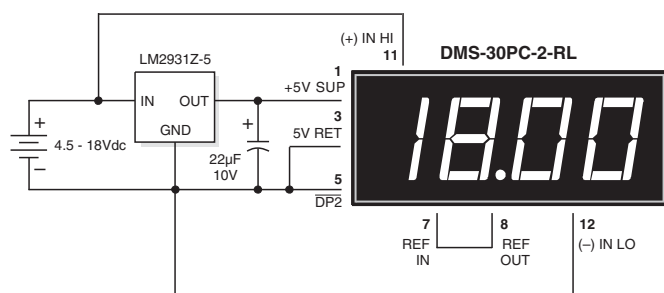 (+) IN HI
11
DMS-30PC-2-RL
LM2931Z-5
1
+5V SUP
IN OUT
3
5V RET
GND
+
+
4.5 - 18Vdc
–
22µF
10V
5
DP2
18.00
7
8
12
REF
IN
REF
OUT
(–) IN LO